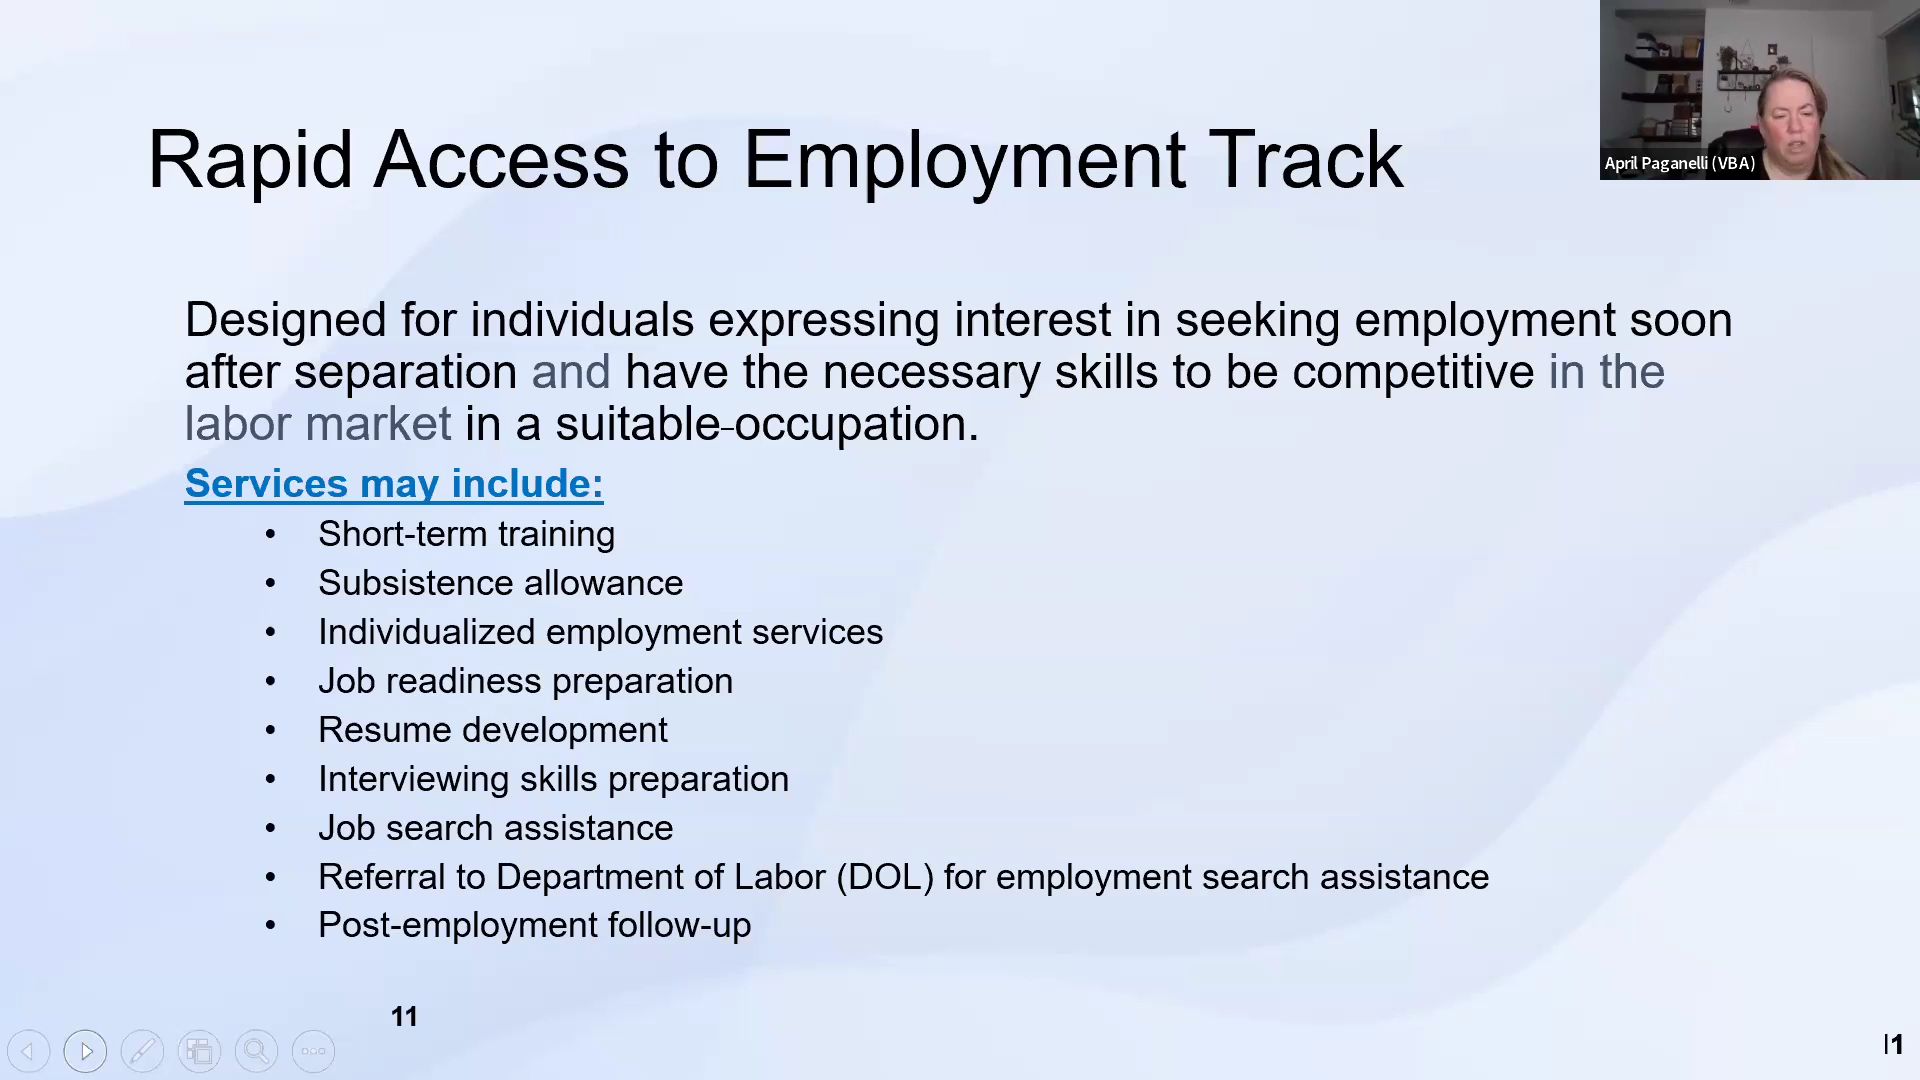 Rapid Access to Employment Track
April Paganelli (VBA)
Designed for individuals expressing interest in seeking employment soon
after separation and have the necessary skills to be competitive in the
labor market in a suitable-occupation.
Services may include:
• Short-term training
• Subsistence allowance
• Individualized employment services
• Job readiness preparation
• Resume development
• Interviewing skills preparation
• Job search assistance
• Referral to Department of Labor (DOL) for employment search assistance
• Post-employment follow-up
11